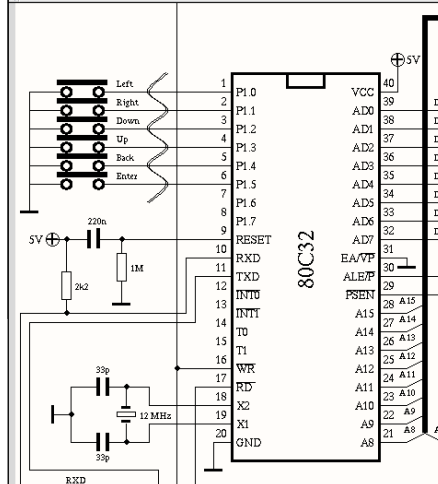 Left
Right
Down
Up
Back
Enter
5V
220n
1M
2k2
33p
12 MHz
33p
RXD
80C32
1 P1.0
2 P1.1
3 P1.2
4 P1.3
5 P1.4
6 P1.5
7 P1.6
8 P1.7
9 RESET
10 RXD
11 TXD
12 INT0
13 INT1
14 T0
15 T1
16 WR
17 RD
18 X2
19 X1
20 GND
VCC 40
5V
AD0 39
AD1 38
AD2 37
AD3 36
AD4 35
AD5 34
AD6 33
AD7 32
EA/VP 31
ALE/P 30
PSEN 29
A15 28 A15
A14 27 A14
A13 26 A13
A12 25 A12
A11 24 A11
A10 23 A10
A9 22 A9
A8 21 A8